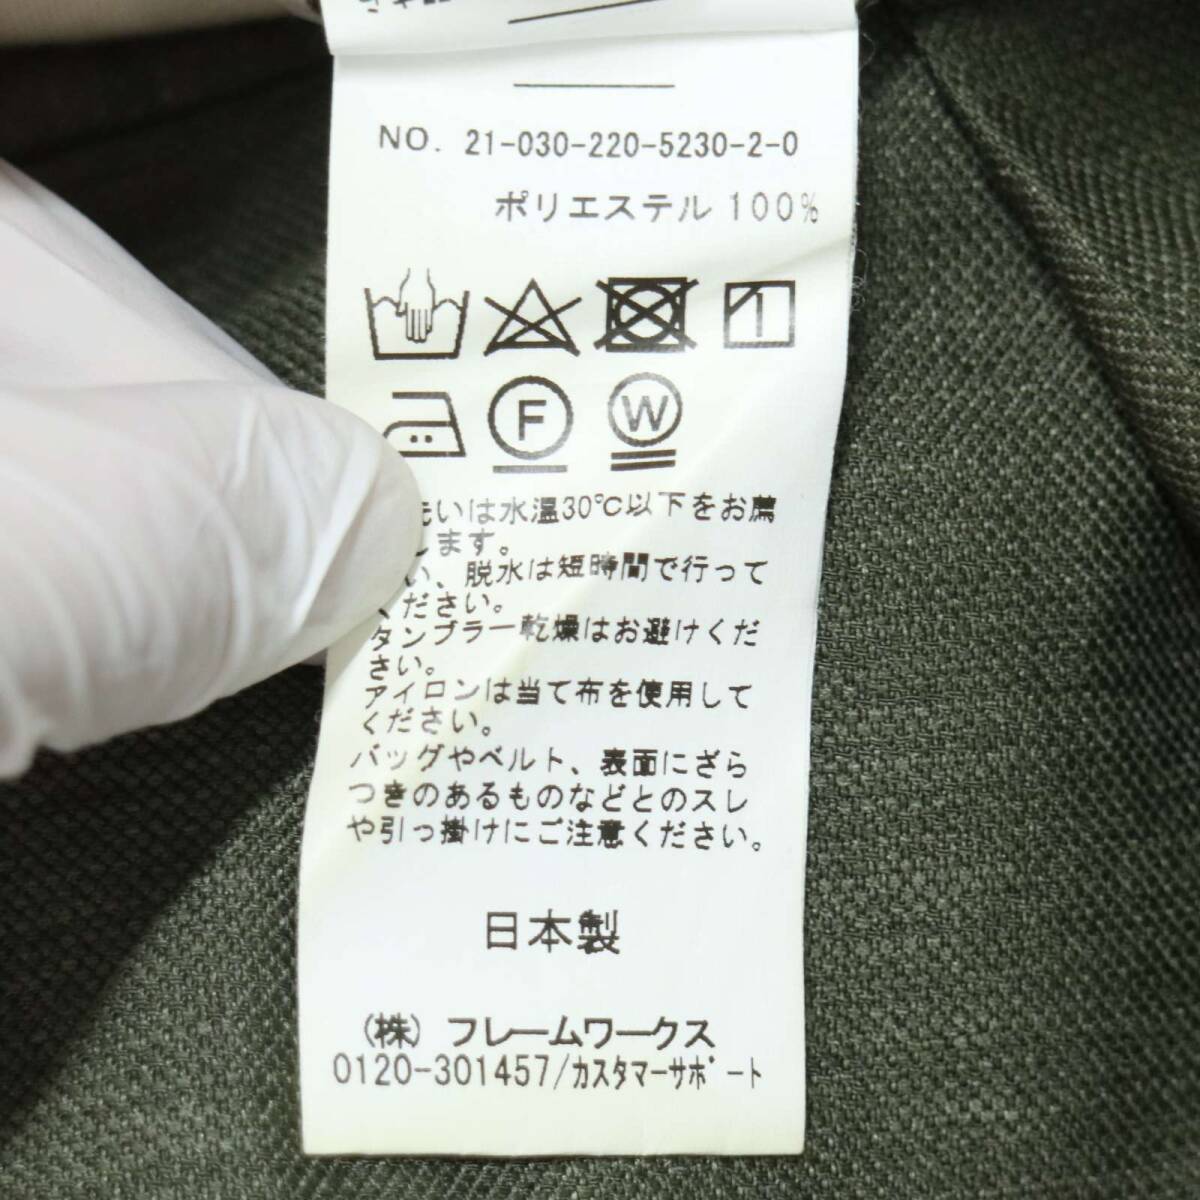 NO. 21-030-220-5230-2-0
ポリエステル 100%
1
F W
いは水温30℃以下をお薦
します。
い、脱水は短時間で行って
ください。
タンブラー乾燥はお避けくだ
さい。
アイロンは当て布を使用して
ください。
バッグやベルト、表面にざら
つきのあるものなどとのスレ
や引っ掛けにご注意ください。
日本製
(株) フレームワークス
0120-301457/カスタマーサポート